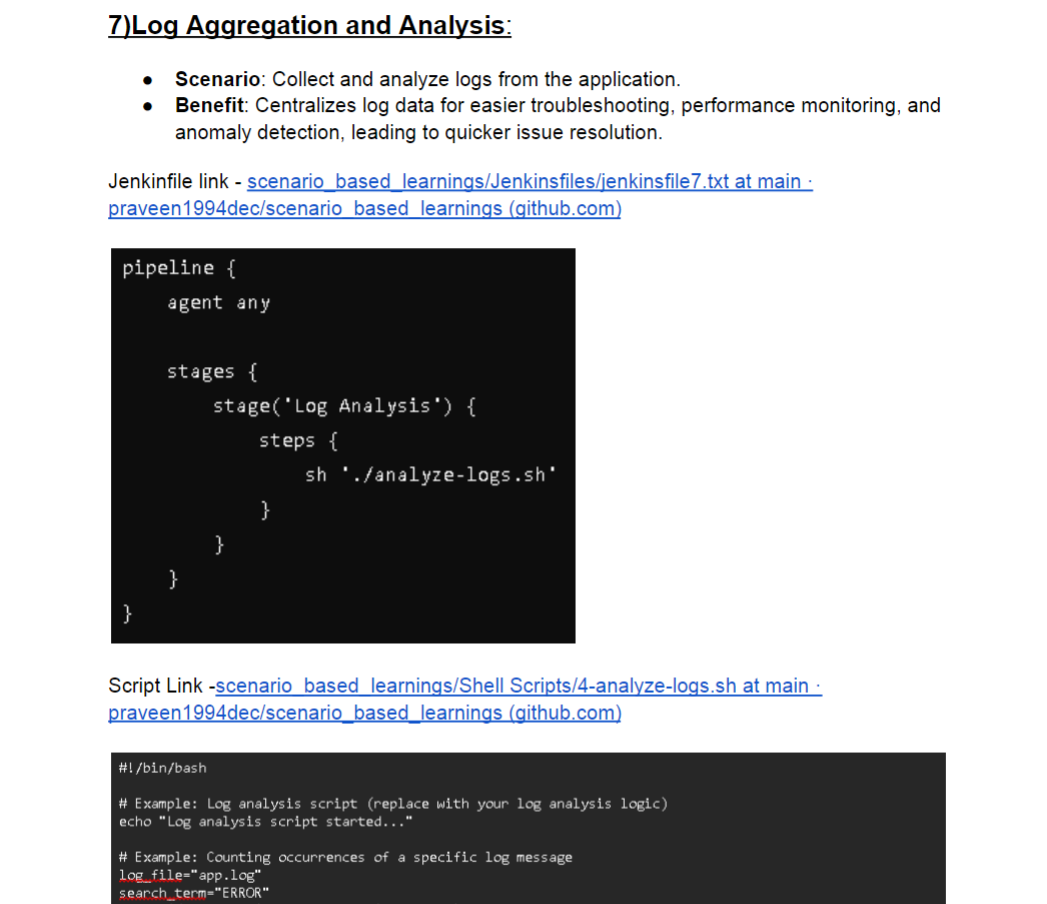 7)Log Aggregation and Analysis:
● Scenario: Collect and analyze logs from the application.
● Benefit: Centralizes log data for easier troubleshooting, performance monitoring, and
anomaly detection, leading to quicker issue resolution.
Jenkinfile link - scenario_based_learnings/Jenkinsfiles/jenkinsfile7.txt at main ·
praveen1994dec/scenario_based_learnings (github.com)
pipeline {
    agent any
    stages {
        stage('Log Analysis') {
            steps {
                sh './analyze-logs.sh'
            }
        }
    }
}
Script Link -scenario_based_learnings/Shell Scripts/4-analyze-logs.sh at main ·
praveen1994dec/scenario_based_learnings (github.com)
#!/bin/bash
# Example: Log analysis script (replace with your log analysis logic)
echo "Log analysis script started..."
# Example: Counting occurrences of a specific log message
log_file="app.log"
search_term="ERROR"